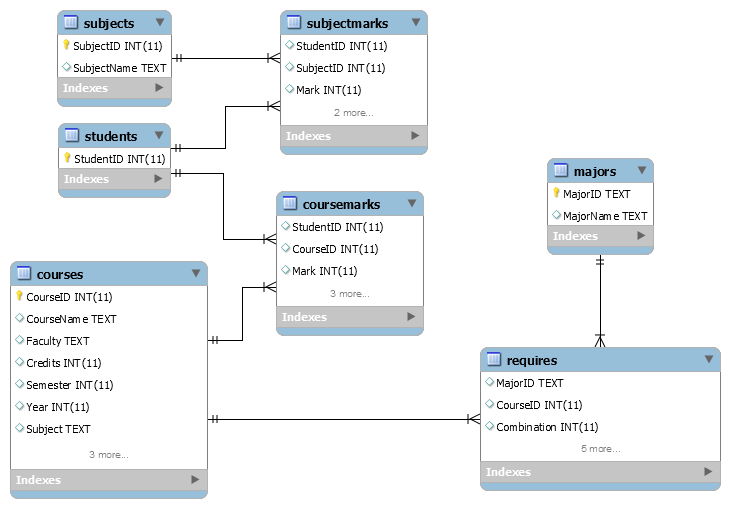 subjects
SubjectID INT(11)
SubjectName TEXT
Indexes
subjectmarks
StudentID INT(11)
SubjectID INT(11)
Mark INT(11)
2 more...
Indexes
students
StudentID INT(11)
Indexes
coursemarks
StudentID INT(11)
CourseID INT(11)
Mark INT(11)
3 more...
Indexes
majors
MajorID TEXT
MajorName TEXT
Indexes
courses
CourseID INT(11)
CourseName TEXT
Faculty TEXT
Credits INT(11)
Semester INT(11)
Year INT(11)
Subject TEXT
3 more...
Indexes
requires
MajorID TEXT
CourseID INT(11)
Combination INT(11)
5 more...
Indexes